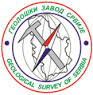 ГЕОЛОШКИ ЗАВОД СРБИЈЕ
GEOLOGICAL SURVEY OF SERBIA